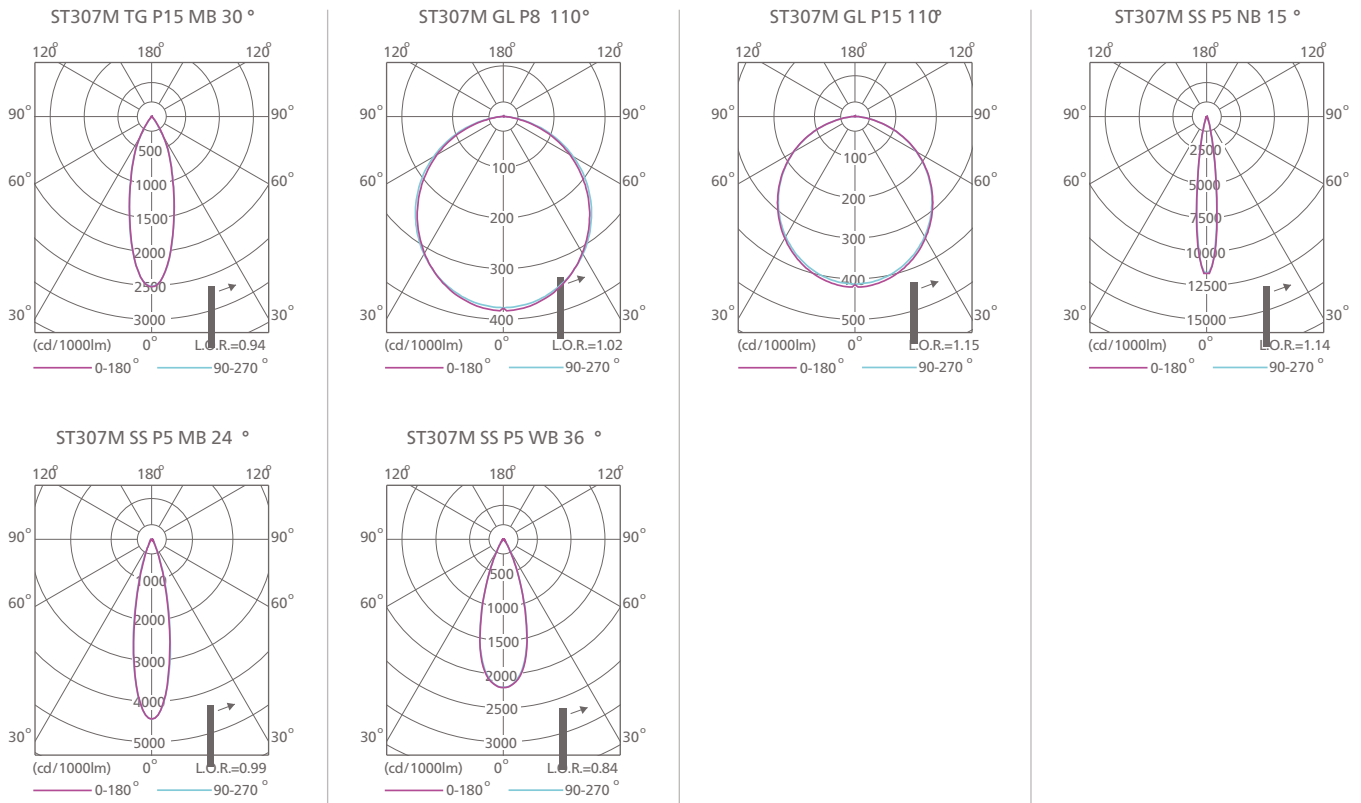 ST307M TG P15 MB 30 °
120° 180° 120°
90° 90°
500
60° 1000 60°
1500
2000
2500
30° 3000 30°
(cd/1000lm) 0° L.O.R.=0.94
0-180° 90-270°
ST307M GL P8 110°
120° 180° 120°
90° 90°
100
60° 60°
200
300
30° 400 30°
(cd/1000lm) 0° L.O.R.=1.02
0-180° 90-270°
ST307M GL P15 110°
120° 180° 120°
90° 90°
100
60° 200 60°
300
400
30° 500 30°
(cd/1000lm) 0° L.O.R.=1.15
0-180° 90-270°
ST307M SS P5 NB 15 °
120° 180° 120°
90° 90°
2500
60° 5000 60°
7500
10000
12500
30° 15000 30°
(cd/1000lm) 0° L.O.R.=1.14
0-180° 90-270°
ST307M SS P5 MB 24 °
120° 180° 120°
90° 90°
1000
60° 2000 60°
3000
4000
30° 5000 30°
(cd/1000lm) 0° L.O.R.=0.99
0-180° 90-270°
ST307M SS P5 WB 36 °
120° 180° 120°
90° 90°
500
60° 1000 60°
1500
2000
2500
30° 3000 30°
(cd/1000lm) 0° L.O.R.=0.84
0-180° 90-270°